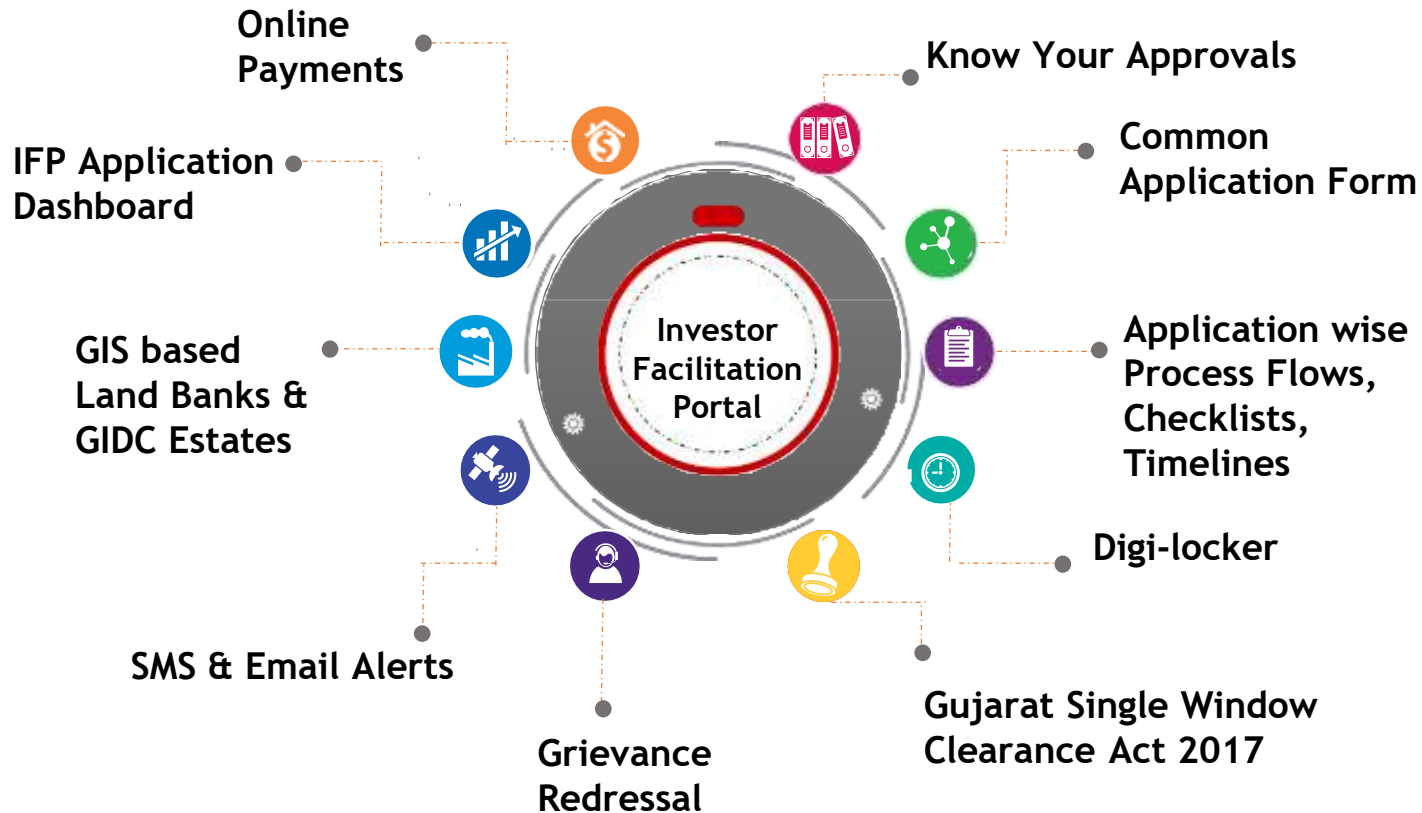 Online
Payments
Know Your Approvals
IFP Application
Dashboard
Common
Application Form
GIS based
Land Banks &
GIDC Estates
Investor
Facilitation
Portal
Application wise
Process Flows,
Checklists,
Timelines
Digi-locker
SMS & Email Alerts
Gujarat Single Window
Clearance Act 2017
Grievance
Redressal